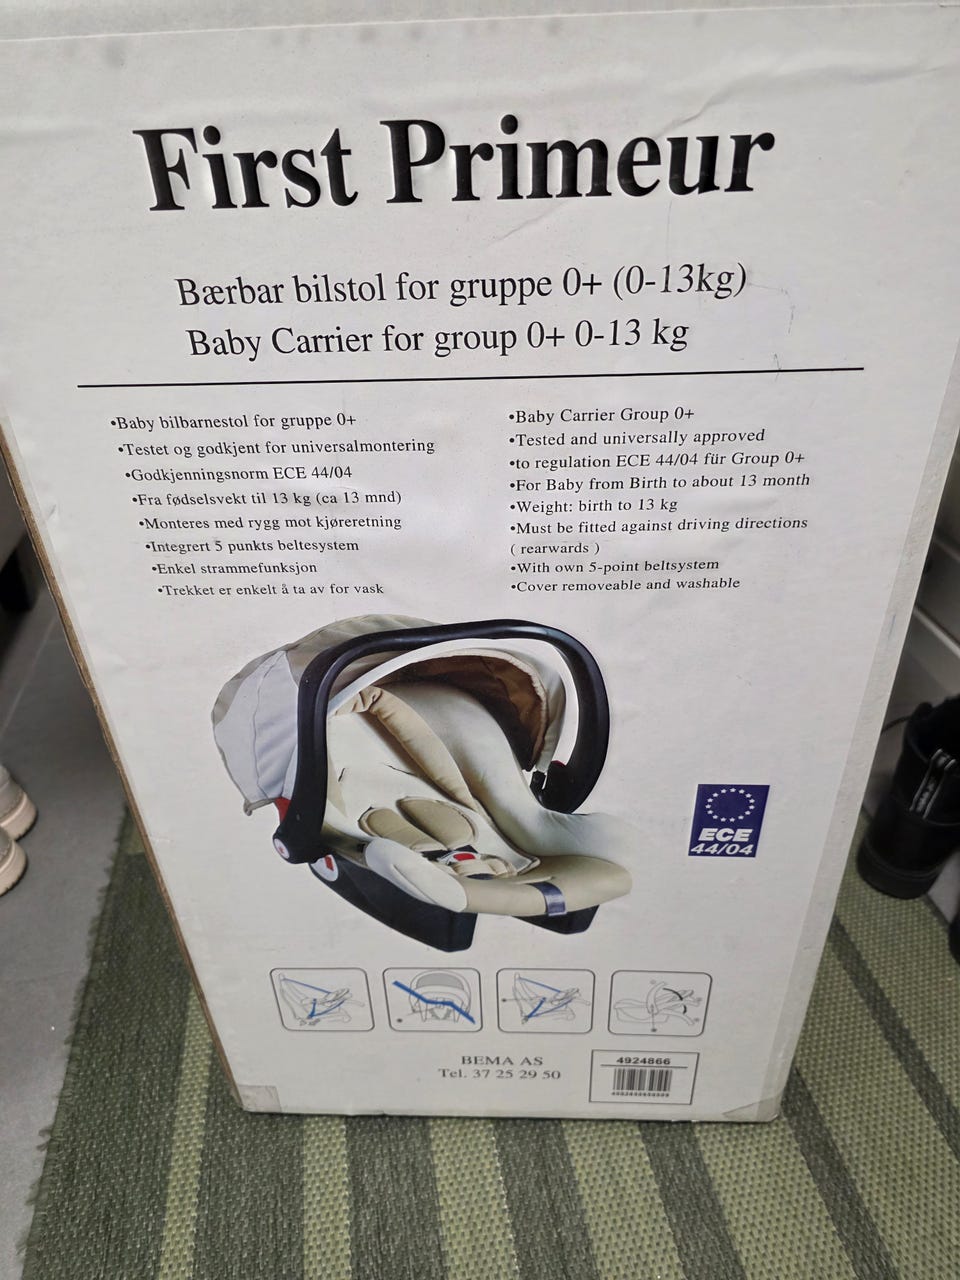 First Primeur
Bærbar bilstol for gruppe 0+ (0-13kg)
Baby Carrier for group 0+ 0-13 kg
•Baby bilbarnestol for gruppe 0+
•Testet og godkjent for universalmontering
•Godkjenningsnorm ECE 44/04
•Fra fødselsvekt til 13 kg (ca 13 mnd)
•Monteres med rygg mot kjøreretning
•Integrert 5 punkts beltesystem
•Enkel strammefunksjon
•Trekket er enkelt å ta av for vask
•Baby Carrier Group 0+
•Tested and universally approved
•to regulation ECE 44/04 für Group 0+
•For Baby from Birth to about 13 month
•Weight: birth to 13 kg
•Must be fitted against driving directions
( rearwards )
•With own 5-point beltsystem
•Cover removeable and washable
ECE
44/04
BEMA AS
Tel. 37 25 29 50
4924866